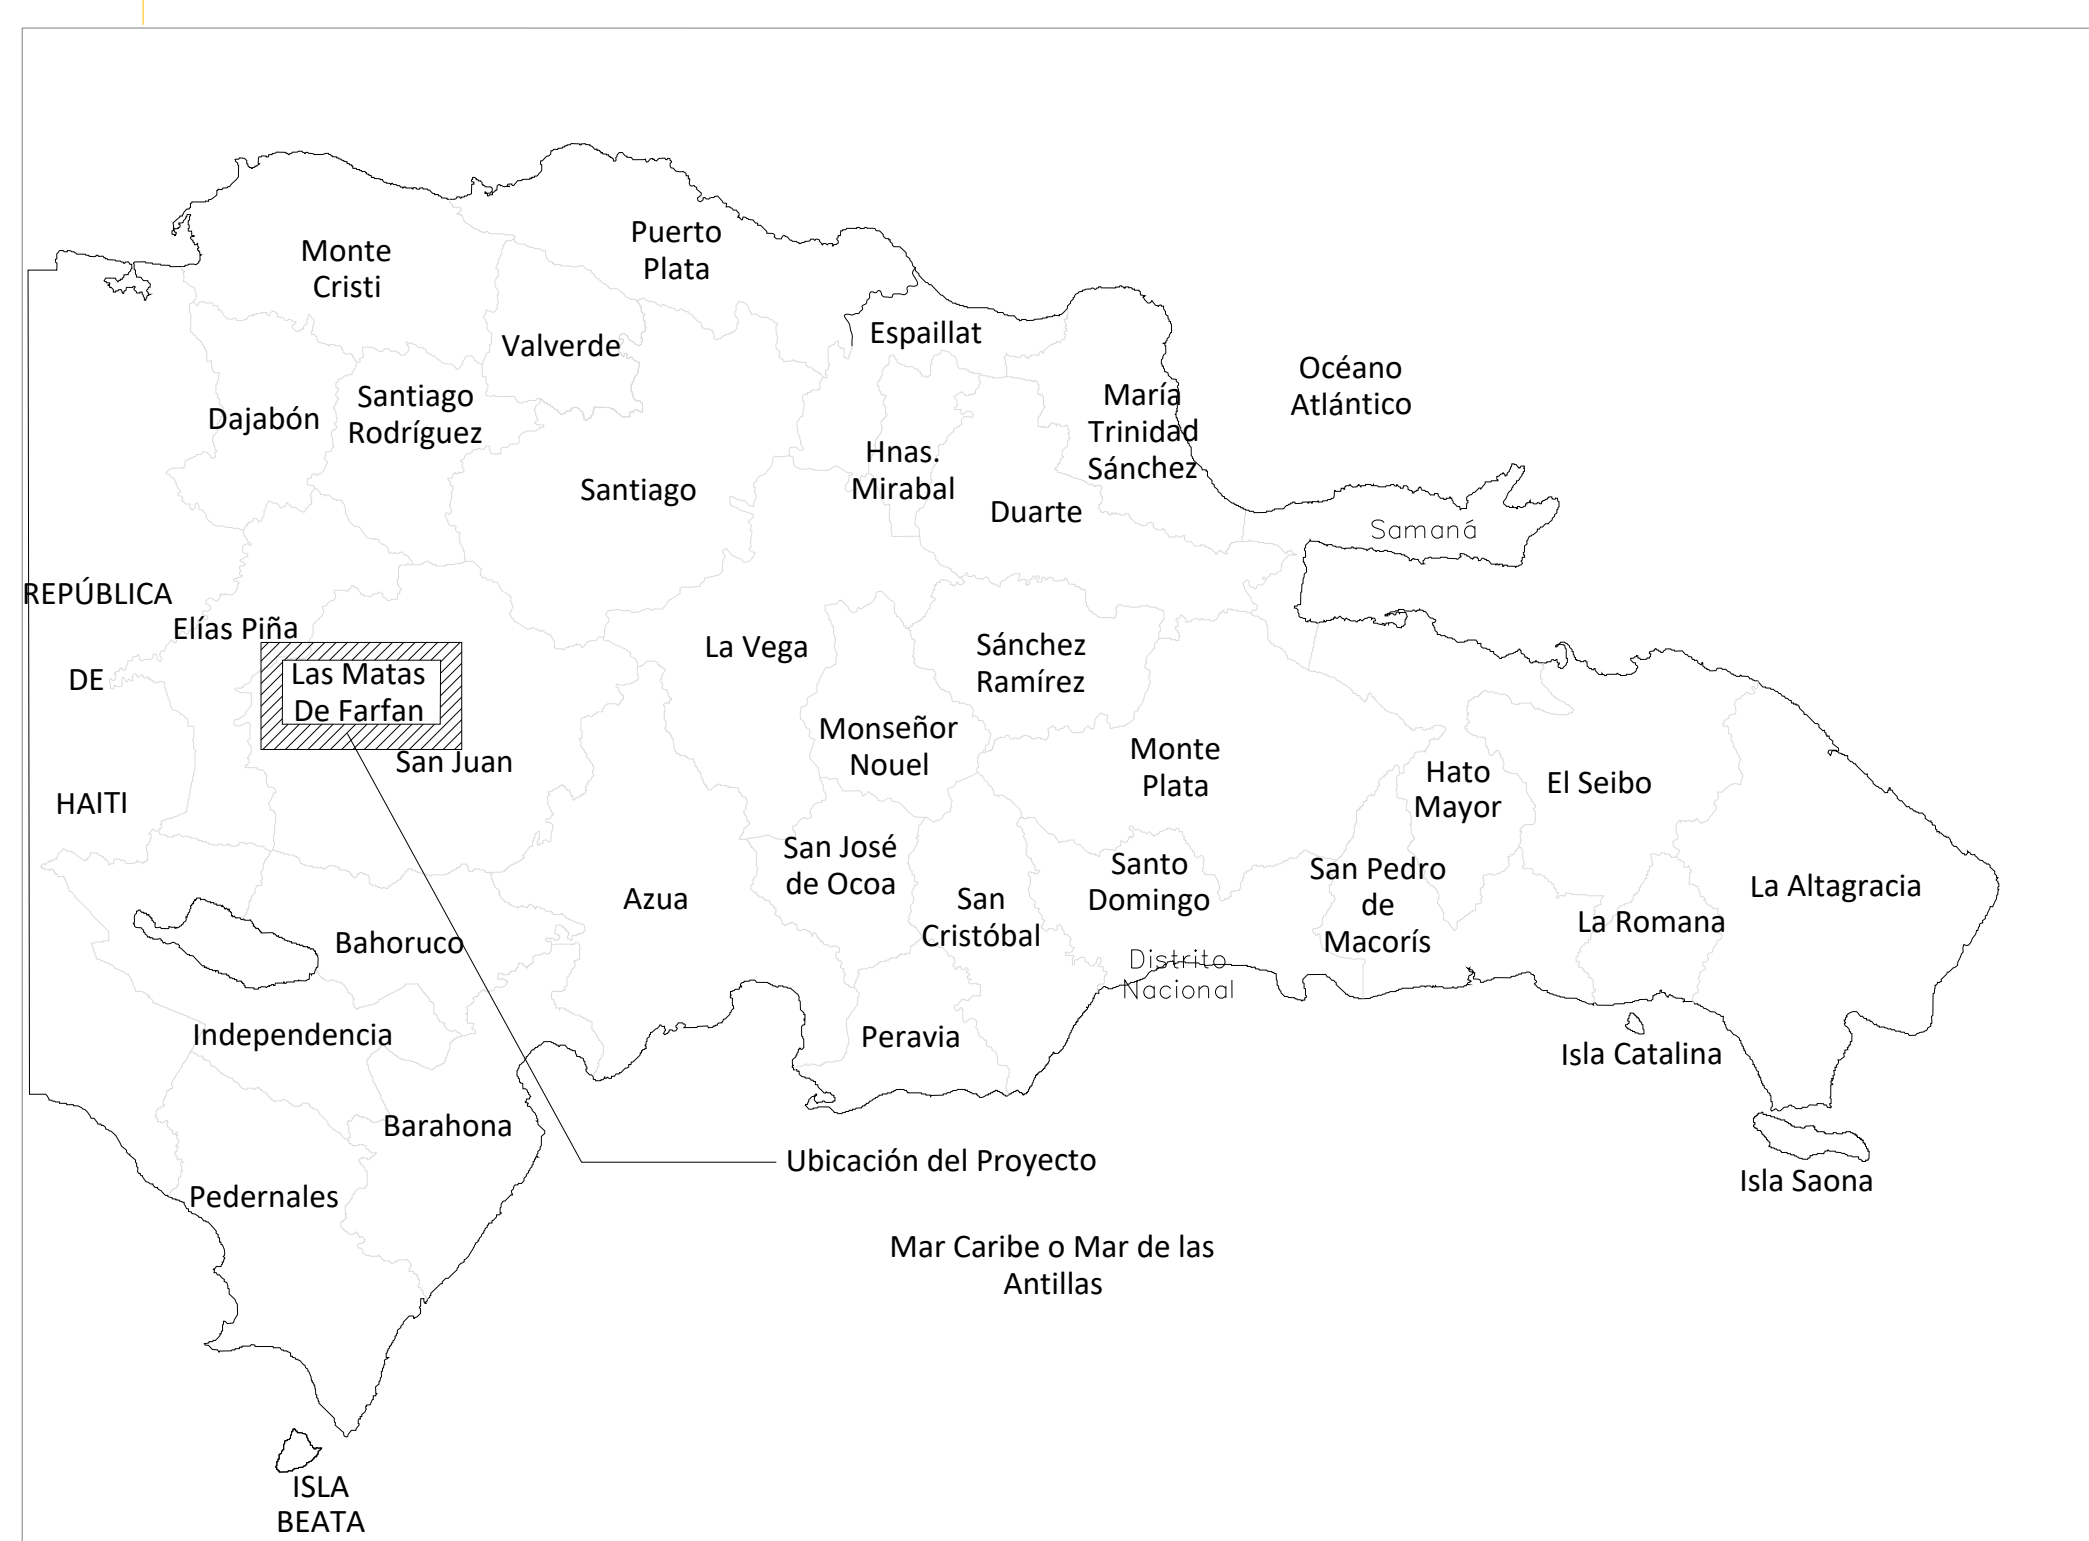 Monte
Cristi
Puerto
Plata
Valverde
Espaillat
Océano
Atlántico
Dajabón
Santiago
Rodríguez
María
Trinidad
Sánchez
Hnas.
Mirabal
Santiago
Duarte
Samaná
REPÚBLICA
DE
HAITI
Elías Piña
Las Matas
De Farfan
San Juan
La Vega
Sánchez
Ramírez
Monseñor
Nouel
Monte
Plata
Hato
Mayor
El Seibo
San José
de Ocoa
Santo
Domingo
San Pedro
de
Macorís
La Altagracia
Azua
San
Cristóbal
La Romana
Bahoruco
Distrito
Nacional
Independencia
Peravia
Isla Catalina
Barahona
Ubicación del Proyecto
Isla Saona
Pedernales
Mar Caribe o Mar de las
Antillas
ISLA
BEATA